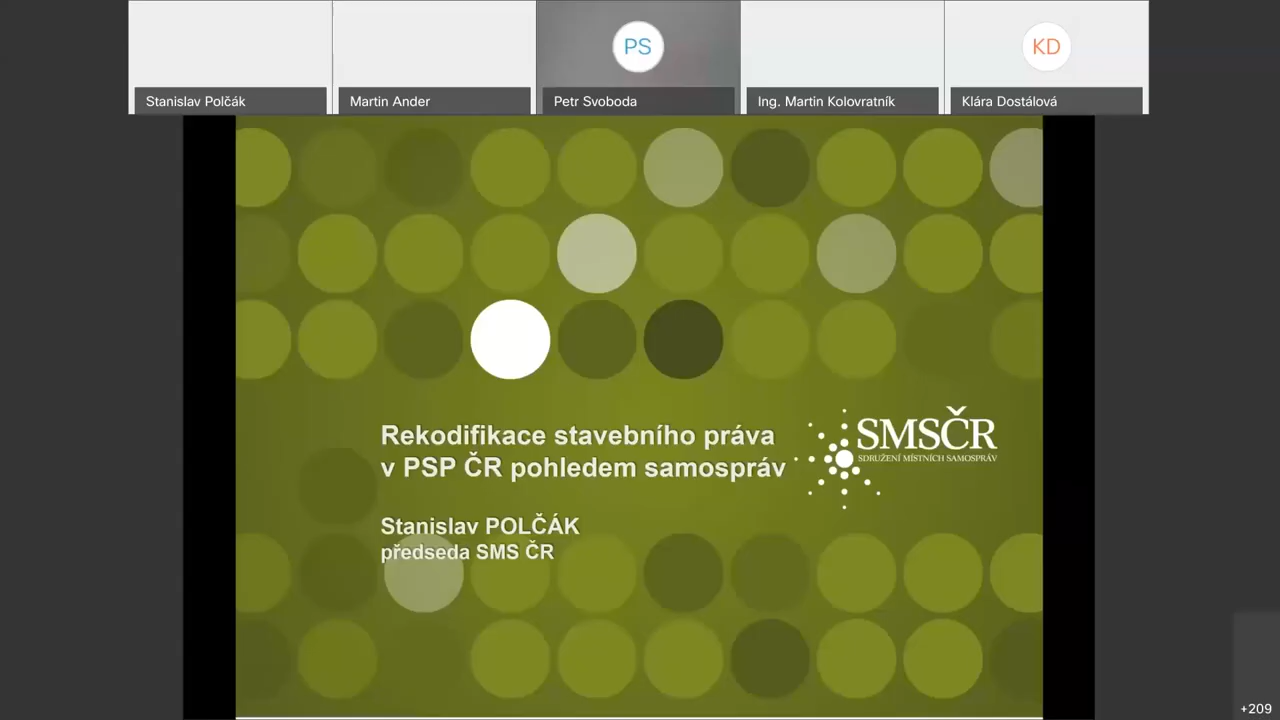 PS
KD
Stanislav Polčák
Martin Ander
Petr Svoboda
Ing. Martin Kolovratník
Klára Dostálová
Rekodifikace stavebního práva
v PSP ČR pohledem samospráv
SMSČR
SDRUŽENÍ MÍSTNÍCH SAMOSPRÁV
Stanislav POLČÁK
předseda SMS ČR
+209